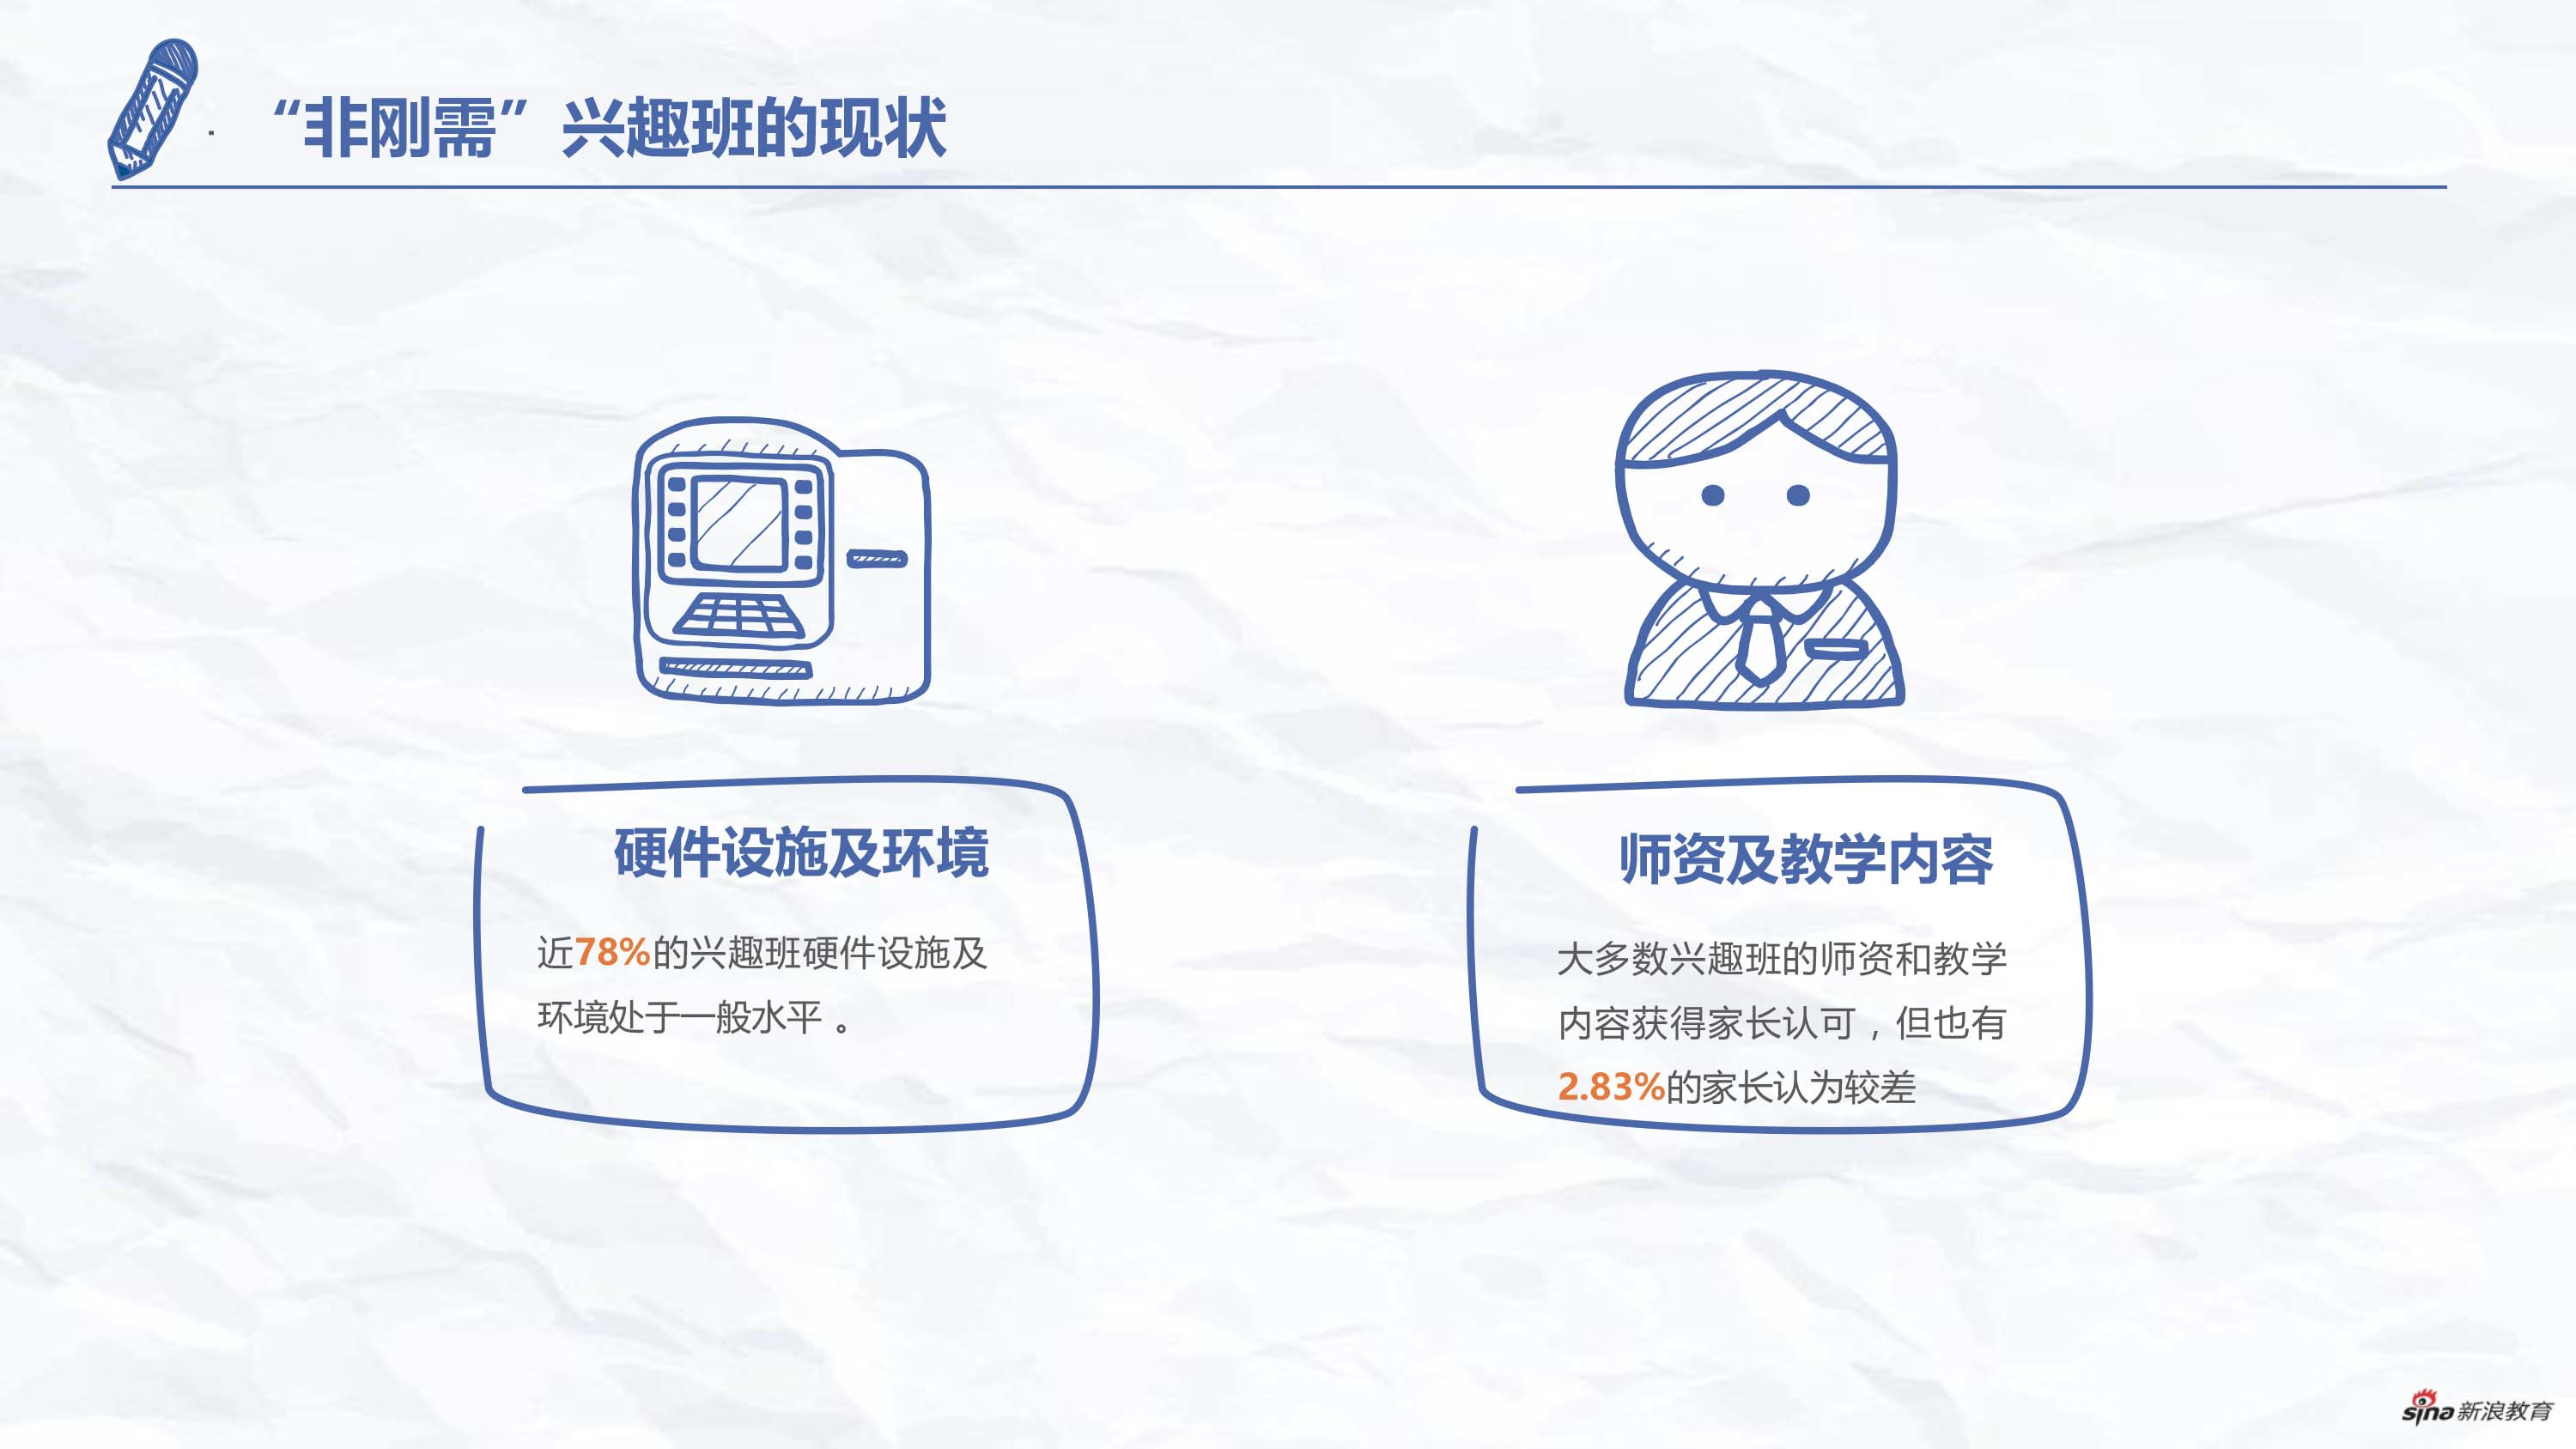 “非刚需”兴趣班的现状
硬件设施及环境
近78%的兴趣班硬件设施及
环境处于一般水平 。
师资及教学内容
大多数兴趣班的师资和教学
内容获得家长认可，但也有
2.83%的家长认为较差
sina新浪教育